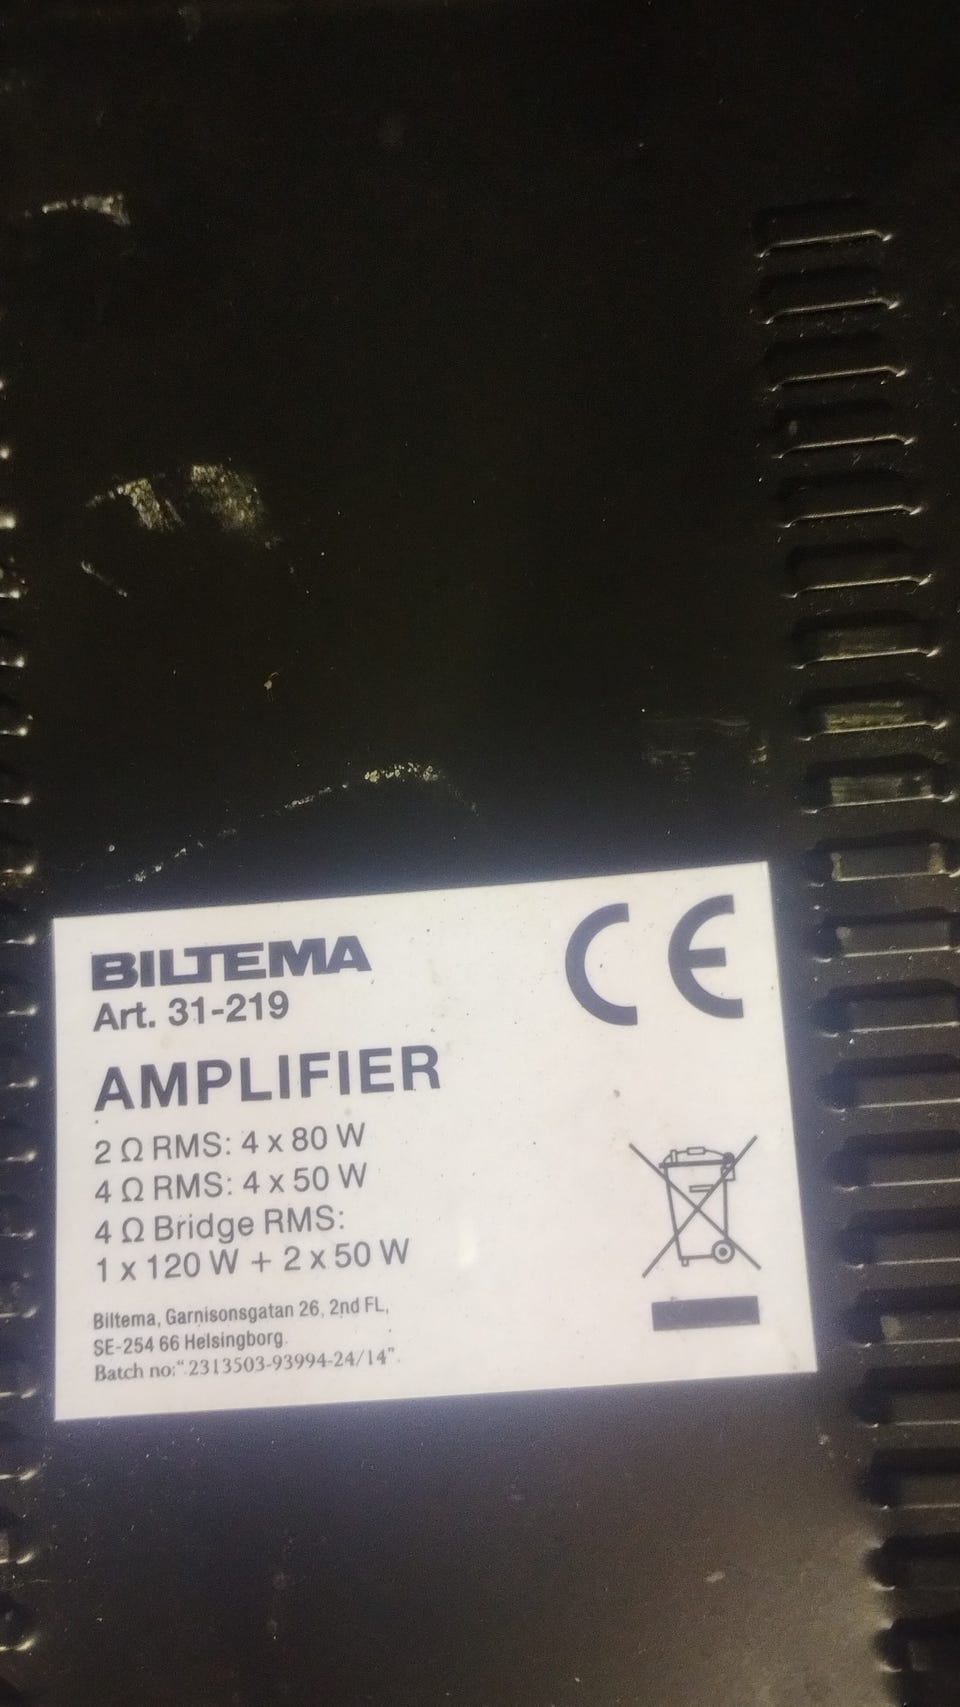 BILTEMA
Art. 31-219
CE
AMPLIFIER
2 Ω RMS: 4 x 80 W
4 Ω RMS: 4 x 50 W
4 Ω Bridge RMS:
1 x 120 W + 2 x 50 W
Biltema, Garnisonsgatan 26, 2nd FL,
SE-254 66 Helsingborg.
Batch no:“ 2313503-93994-24/14”.